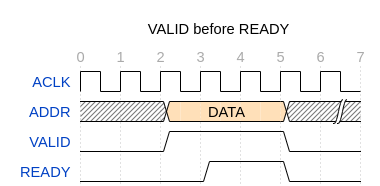 VALID before READY
0 1 2 3 4 5 6 7
ACLK
ADDR DATA
VALID
READY